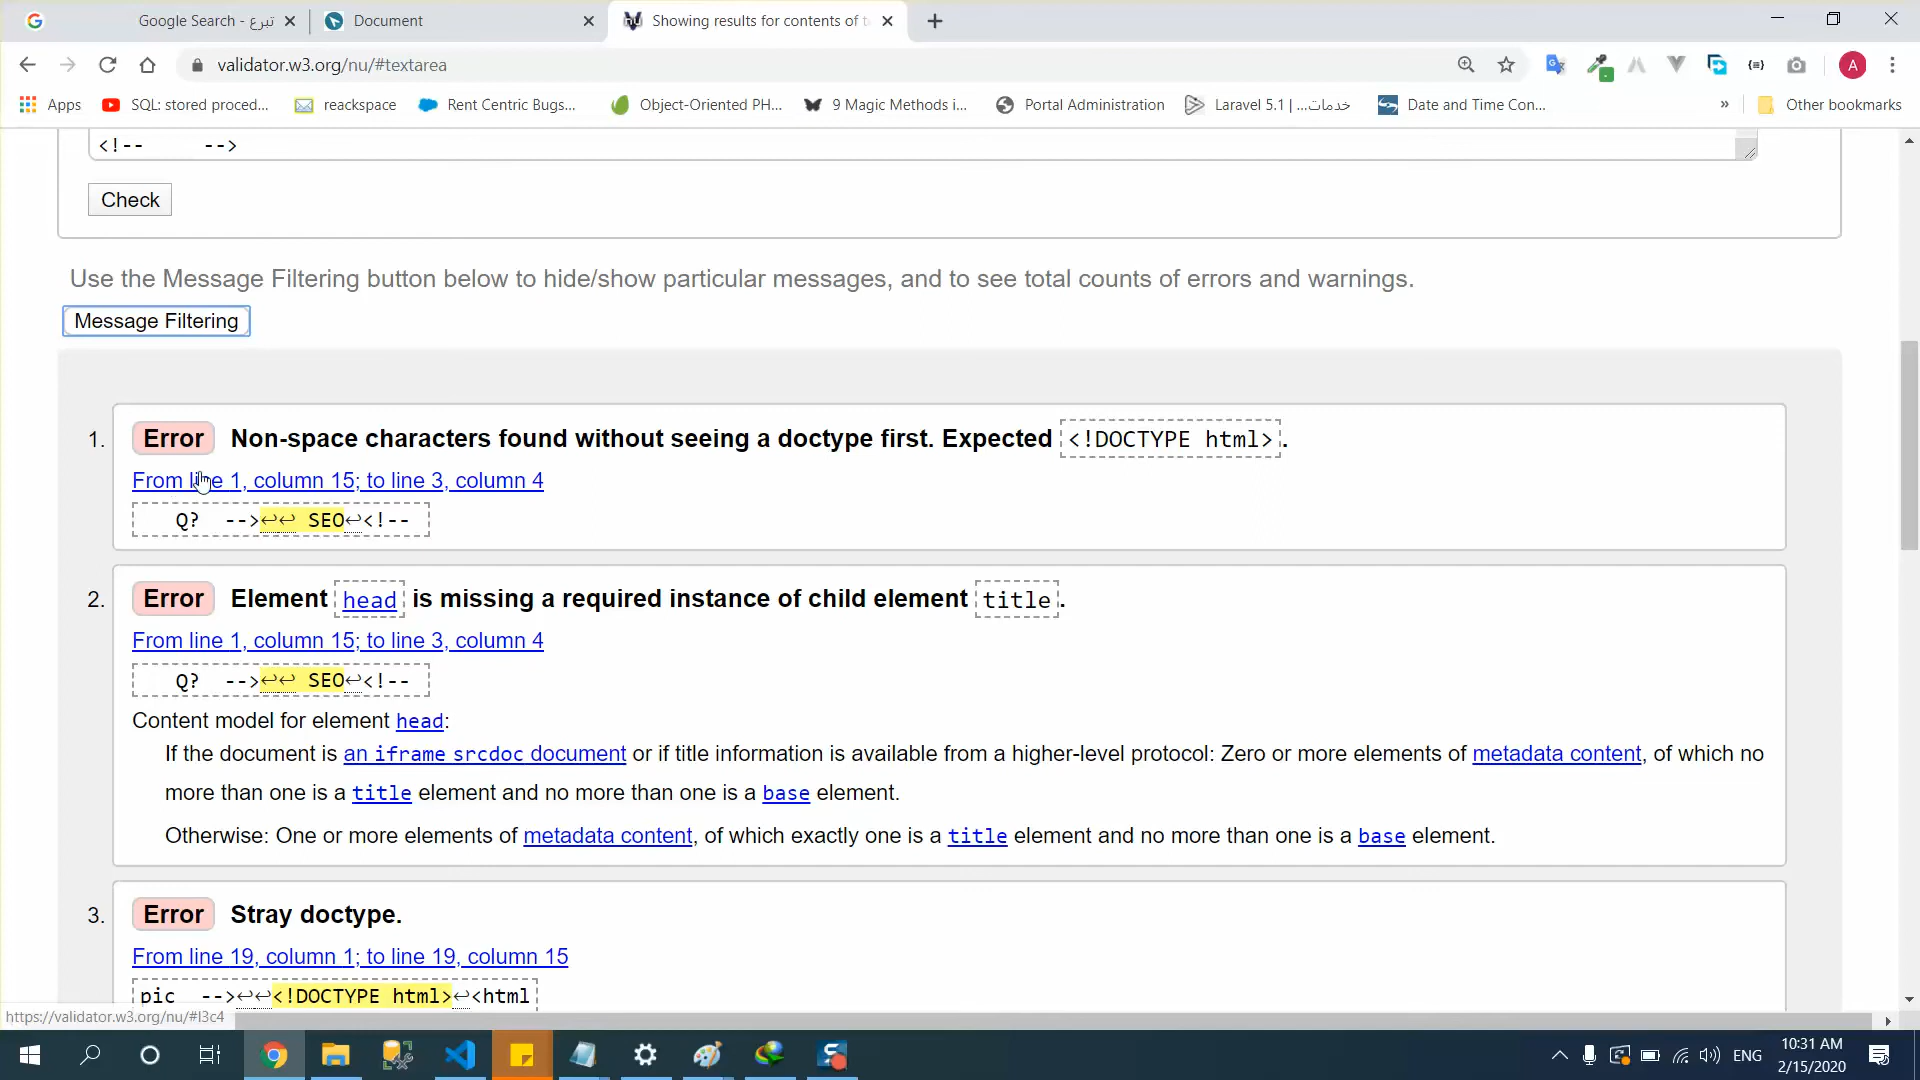 Google Search - تبرع
Document
Showing results for contents of t
validator.w3.org/nu/#textarea
Apps
SQL: stored proced...
reackspace
Rent Centric Bugs...
Object-Oriented PH...
9 Magic Methods i...
Portal Administration
Laravel 5.1 | ...خدمات
Date and Time Con...
»
Other bookmarks
<!--     -->
Check
Use the Message Filtering button below to hide/show particular messages, and to see total counts of errors and warnings.
Message Filtering
1. Error Non-space characters found without seeing a doctype first. Expected <!DOCTYPE html>.
From line 1, column 15; to line 3, column 4
Q?  -->↩↩ SEO↩<!--
2. Error Element head is missing a required instance of child element title.
From line 1, column 15; to line 3, column 4
Q?  -->↩↩ SEO↩<!--
Content model for element head:
If the document is an iframe srcdoc document or if title information is available from a higher-level protocol: Zero or more elements of metadata content, of which no
more than one is a title element and no more than one is a base element.
Otherwise: One or more elements of metadata content, of which exactly one is a title element and no more than one is a base element.
3. Error Stray doctype.
From line 19, column 1; to line 19, column 15
pic  -->↩↩<!DOCTYPE html>↩<html
https://validator.w3.org/nu/#l3c4
ENG
10:31 AM
2/15/2020